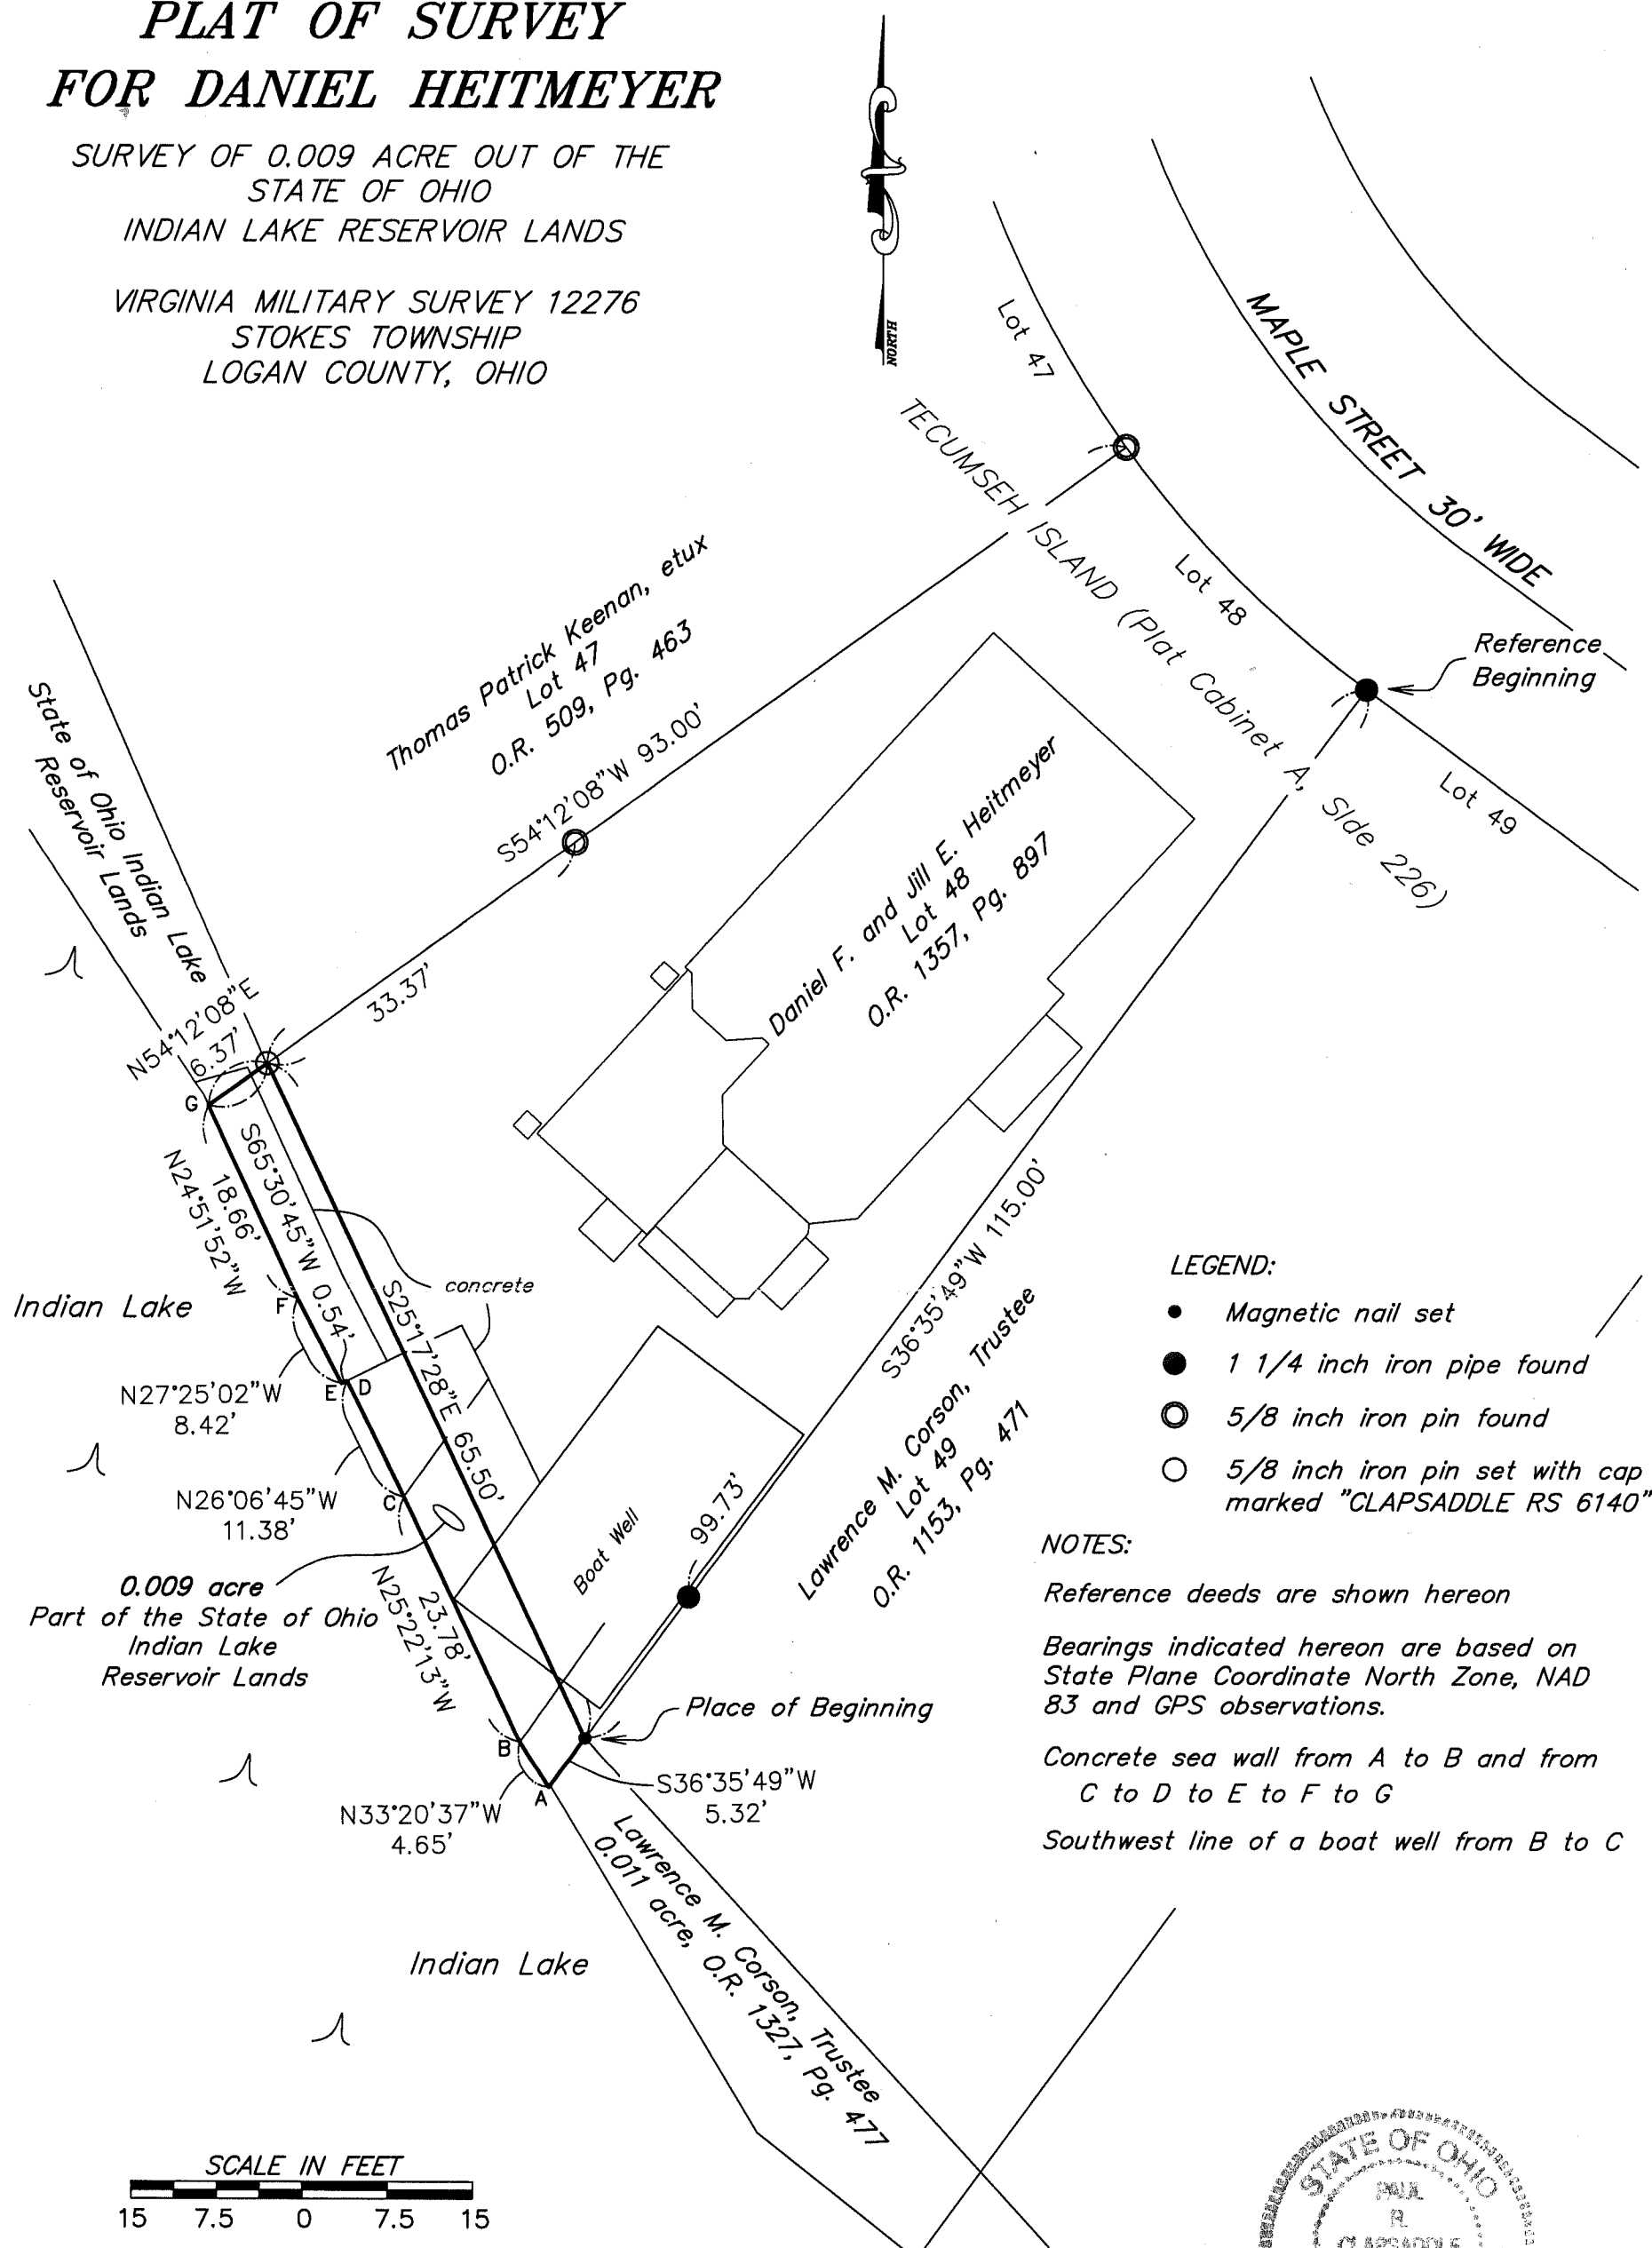 PLAT OF SURVEY
FOR DANIEL HEITMEYER
SURVEY OF 0.009 ACRE OUT OF THE
STATE OF OHIO
INDIAN LAKE RESERVOIR LANDS
VIRGINIA MILITARY SURVEY 12276
STOKES TOWNSHIP
LOGAN COUNTY, OHIO
NORTH
Lot 47
MAPLE STREET 30' WIDE
TECUMSEH ISLAND (Plat Cabinet A, Slde 226)
Lot 48
Reference
Beginning
Lot 49
Thomas Patrick Keenan, etux
Lot 47
O.R. 509, Pg. 463
S54°12'08"W 93.00'
33.37'
State of Ohio Indian Lake
Reservoir Lands
Daniel F. and Jill E. Heitmeyer
Lot 48
O.R. 1357, Pg. 897
N54°12'08"E
6.37'
G
S65°30'45"W 0.54'
18.66'
N24°51'52"W
concrete
Indian Lake
F
S25°17'28"E 65.50'
S36°35'49"W 115.00'
N27°25'02"W
8.42'
E
D
N26°06'45"W
11.38'
C
99.73'
Lawrence M. Corson, Trustee
Lot 49
O.R. 1153, Pg. 471
Boat Well
0.009 acre
Part of the State of Ohio
Indian Lake
Reservoir Lands
23.78'
N25°22'13"W
Place of Beginning
B
A
S36°35'49"W
5.32'
N33°20'37"W
4.65'
Lawrence M. Corson, Trustee
0.011 acre, O.R. 1327, Pg. 477
Indian Lake
LEGEND:
Magnetic nail set
1 1/4 inch iron pipe found
5/8 inch iron pin found
5/8 inch iron pin set with cap
marked "CLAPSADDLE RS 6140"
NOTES:
Reference deeds are shown hereon
Bearings indicated hereon are based on
State Plane Coordinate North Zone, NAD
83 and GPS observations.
Concrete sea wall from A to B and from
C to D to E to F to G
Southwest line of a boat well from B to C
SCALE IN FEET
15 7.5 0 7.5 15
STATE OF OHIO
PAUL
R.
CLAPSADDLE